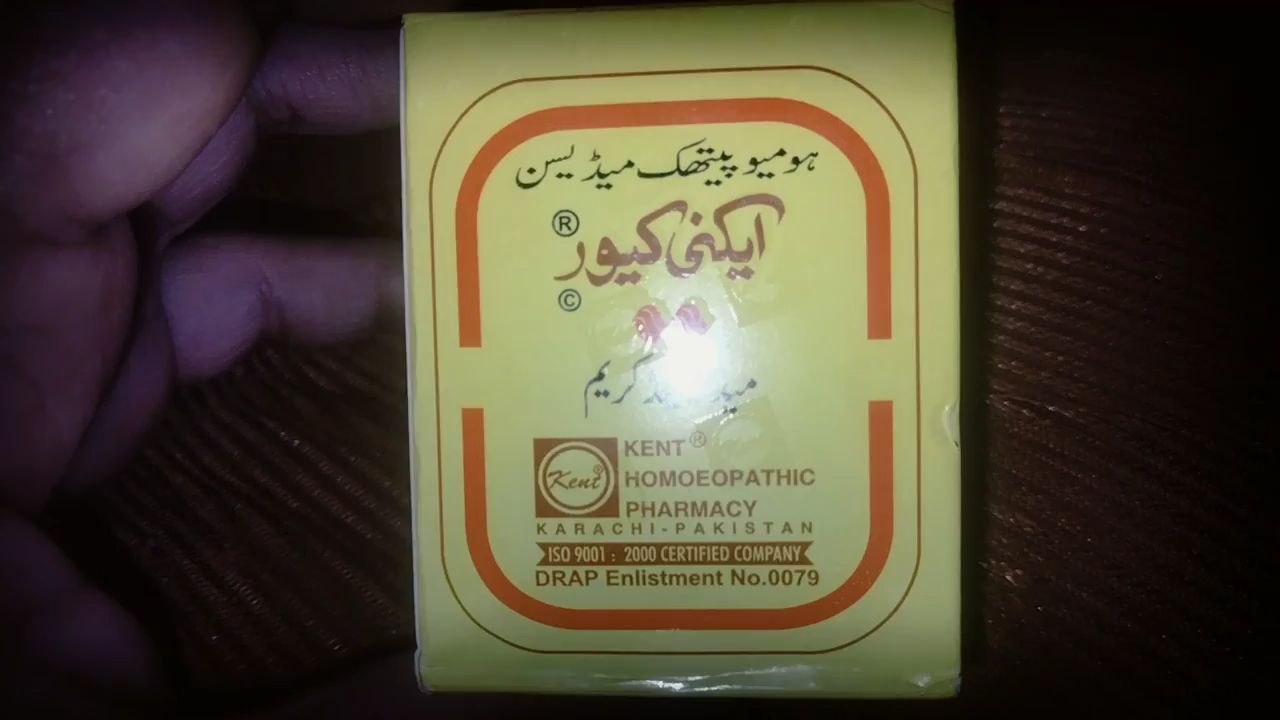 ہومیو پیتھک میڈیسن
ایکنی کیور ®
©
کریم
Kent®
KENT®
HOMOEOPATHIC
PHARMACY
KARACHI-PAKISTAN
ISO 9001 : 2000 CERTIFIED COMPANY
DRAP Enlistment No.0079